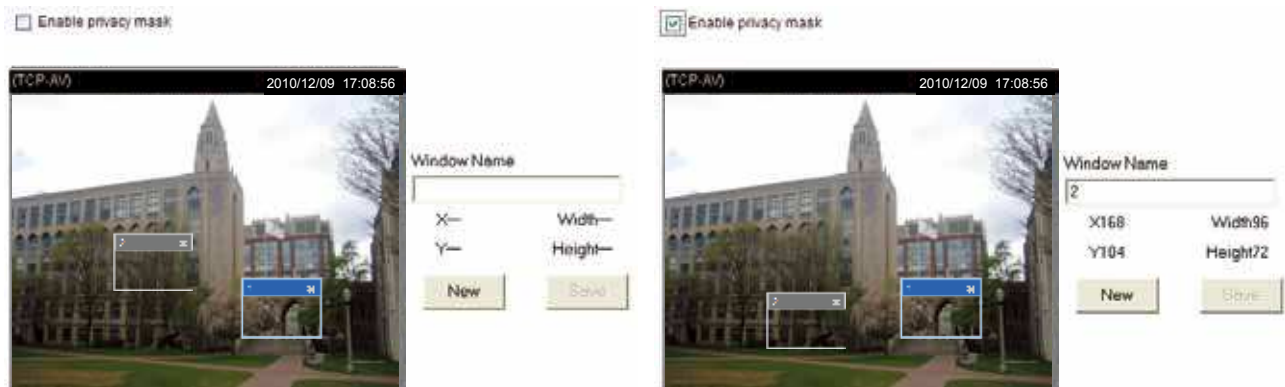 Enable privacy mask
(TCP-AV) 2010/12/09 17:08:56
Window Name
X—
Width—
Y—
Height—
New
Save
Enable privacy mask
(TCP-AV) 2010/12/09 17:08:56
Window Name
2
X168
Width96
Y104
Height72
New
Save